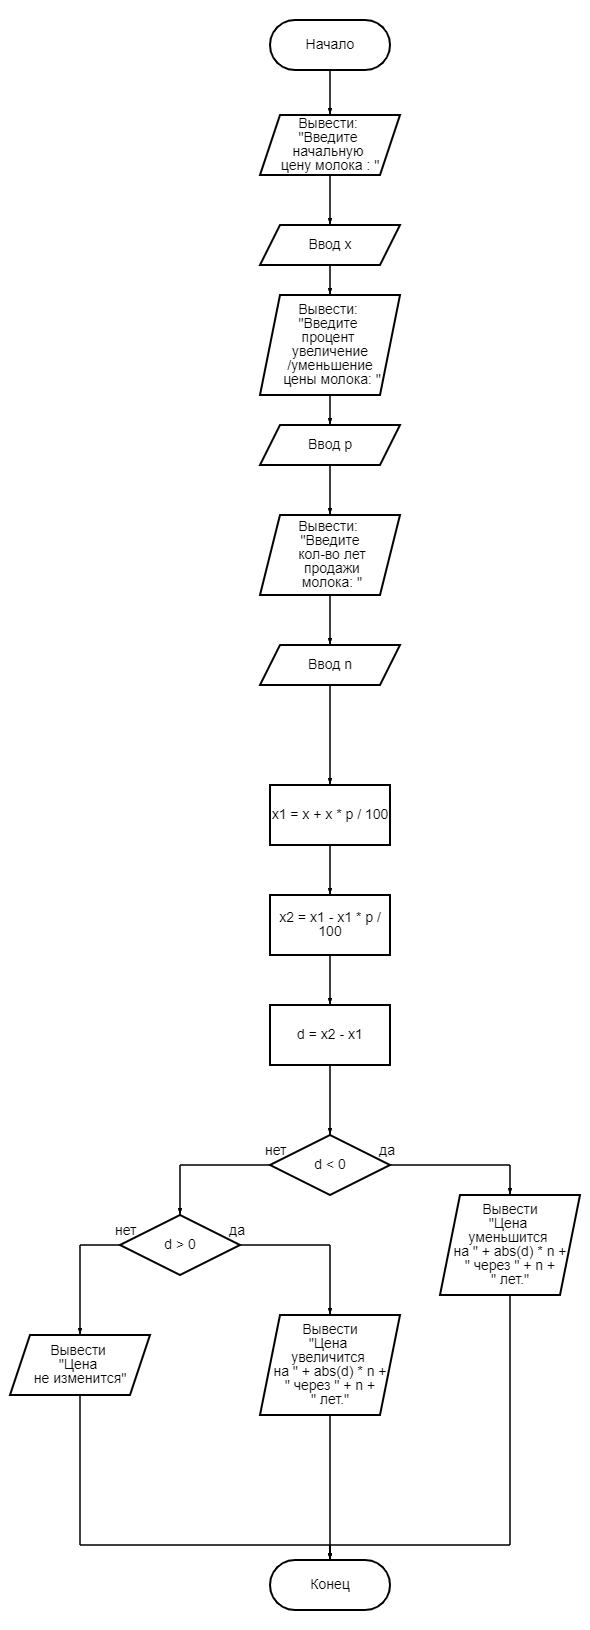 Начало
Вывести:
"Введите
начальную
цену молока : "
Ввод x
Вывести:
"Введите
процент
увеличение
/уменьшение
цены молока: "
Ввод p
Вывести:
"Введите
кол-во лет
продажи
молока: "
Ввод n
x1 = x + x * p / 100
x2 = x1 - x1 * p /
100
d = x2 - x1
нет
d < 0
да
нет
d > 0
да
Вывести
"Цена
уменьшится
на " + abs(d) * n +
" через " + n +
" лет."
Вывести
"Цена
не изменится"
Вывести
"Цена
увеличится
на " + abs(d) * n +
" через " + n +
" лет."
Конец